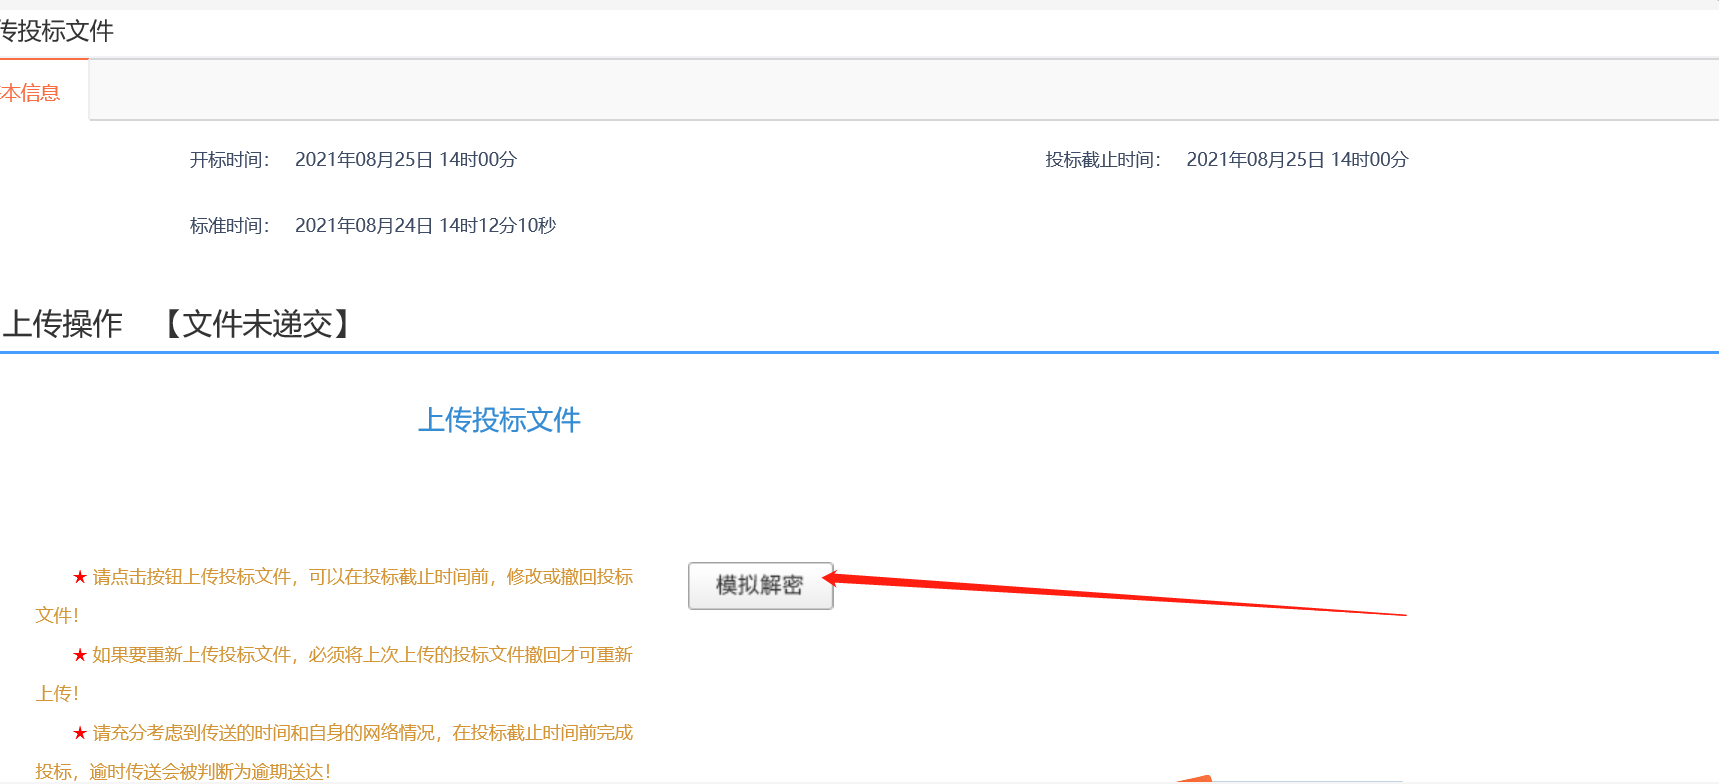 传投标文件
本信息
开标时间： 2021年08月25日 14时00分
投标截止时间： 2021年08月25日 14时00分
标准时间： 2021年08月24日 14时12分10秒
上传操作 【文件未递交】
上传投标文件
★ 请点击按钮上传投标文件，可以在投标截止时间前，修改或撤回投标
文件！
模拟解密
★ 如果要重新上传投标文件，必须将上次上传的投标文件撤回才可重新
上传！
★ 请充分考虑到传送的时间和自身的网络情况，在投标截止时间前完成
投标，逾时传送会被判断为逾期送达！